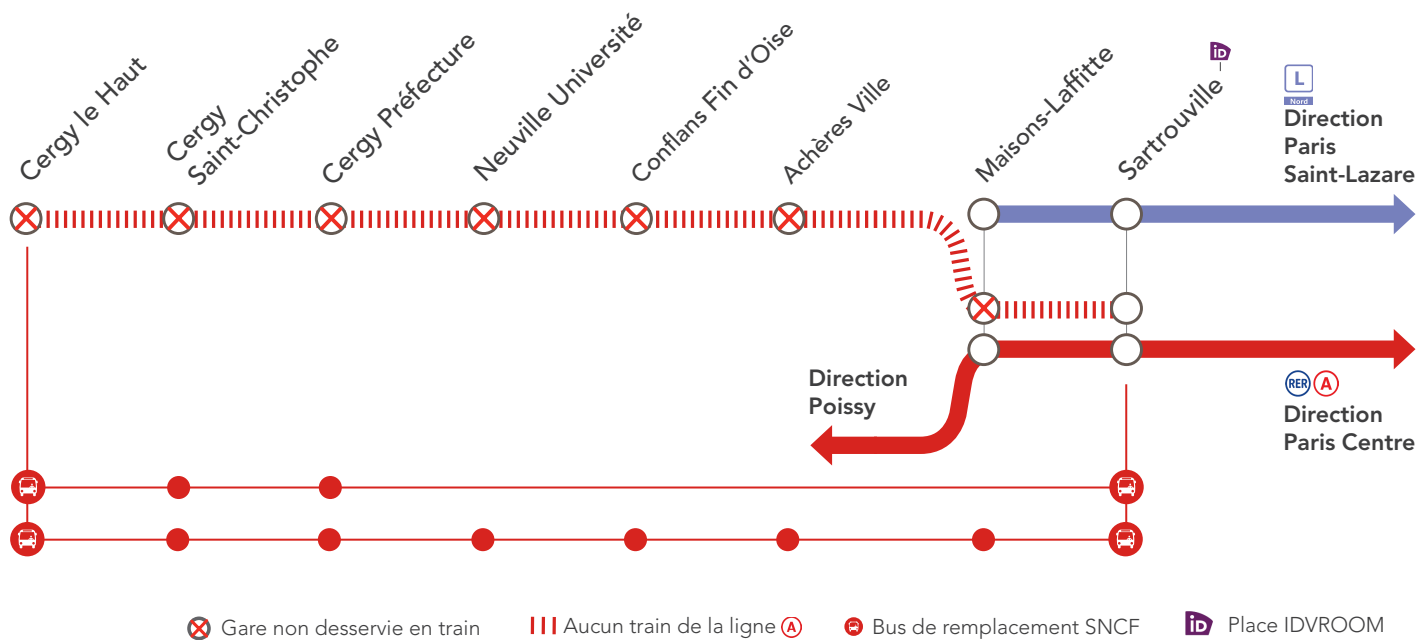 Cergy le Haut
Cergy
Saint-Christophe
Cergy Préfecture
Neuville Université
Conflans Fin d'Oise
Achères Ville
Maisons-Laffitte
Sartrouville
iD
L
Nord
Direction
Paris
Saint-Lazare
Direction
Poissy
RER A
Direction
Paris Centre
Gare non desservie en train
Aucun train de la ligne A
Bus de remplacement SNCF
iD Place IDVROOM